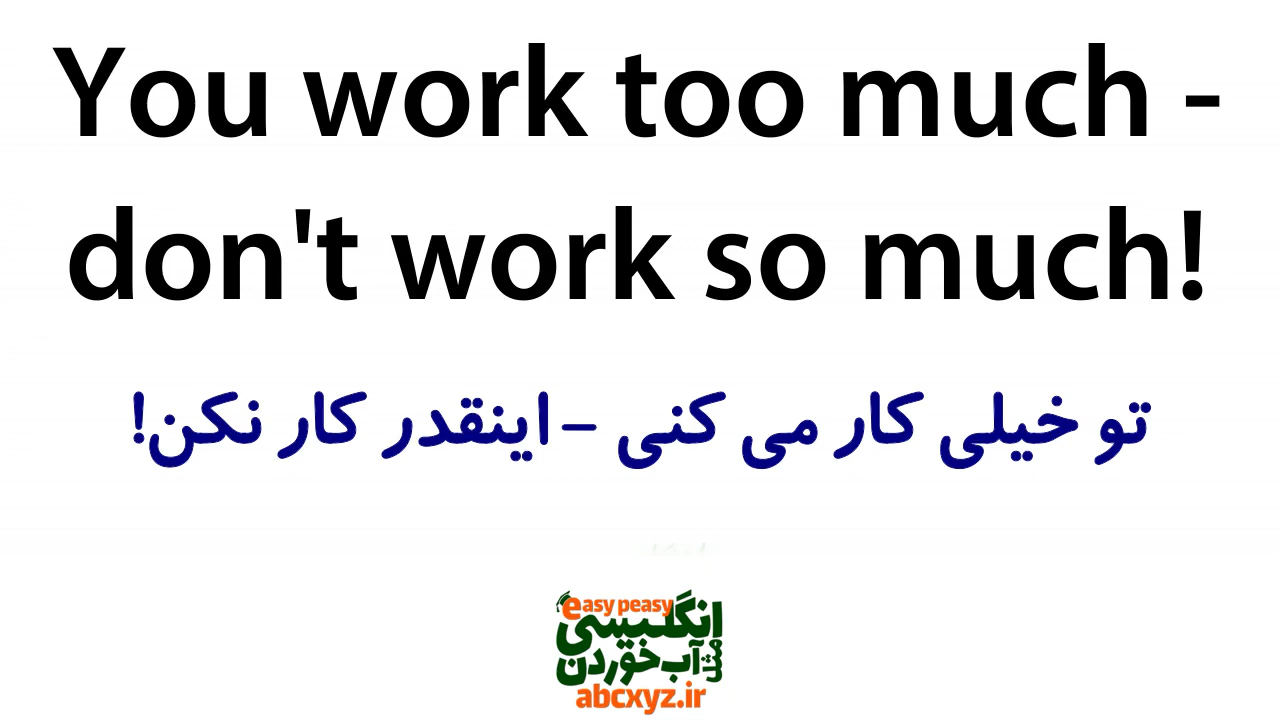 You work too much -
don't work so much!
تو خیلی کار می کنی – اینقدر کار نکن!
easy peasy
انگلیسی
مثل آب خوردن
abcxyz.ir